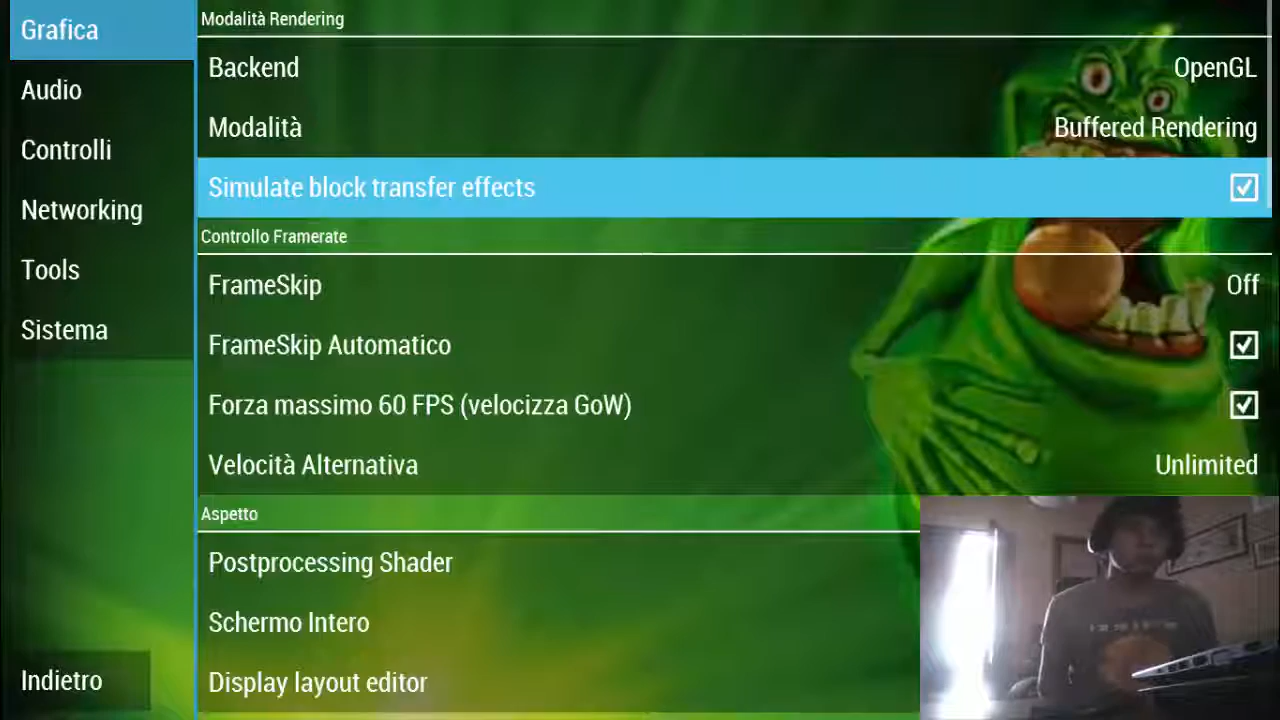 Grafica
Audio
Controlli
Networking
Tools
Sistema
Indietro
Modalità Rendering
Backend OpenGL
Modalità Buffered Rendering
Simulate block transfer effects
Controllo Framerate
FrameSkip Off
FrameSkip Automatico
Forza massimo 60 FPS (velocizza GoW)
Velocità Alternativa Unlimited
Aspetto
Postprocessing Shader
Schermo Intero
Display layout editor